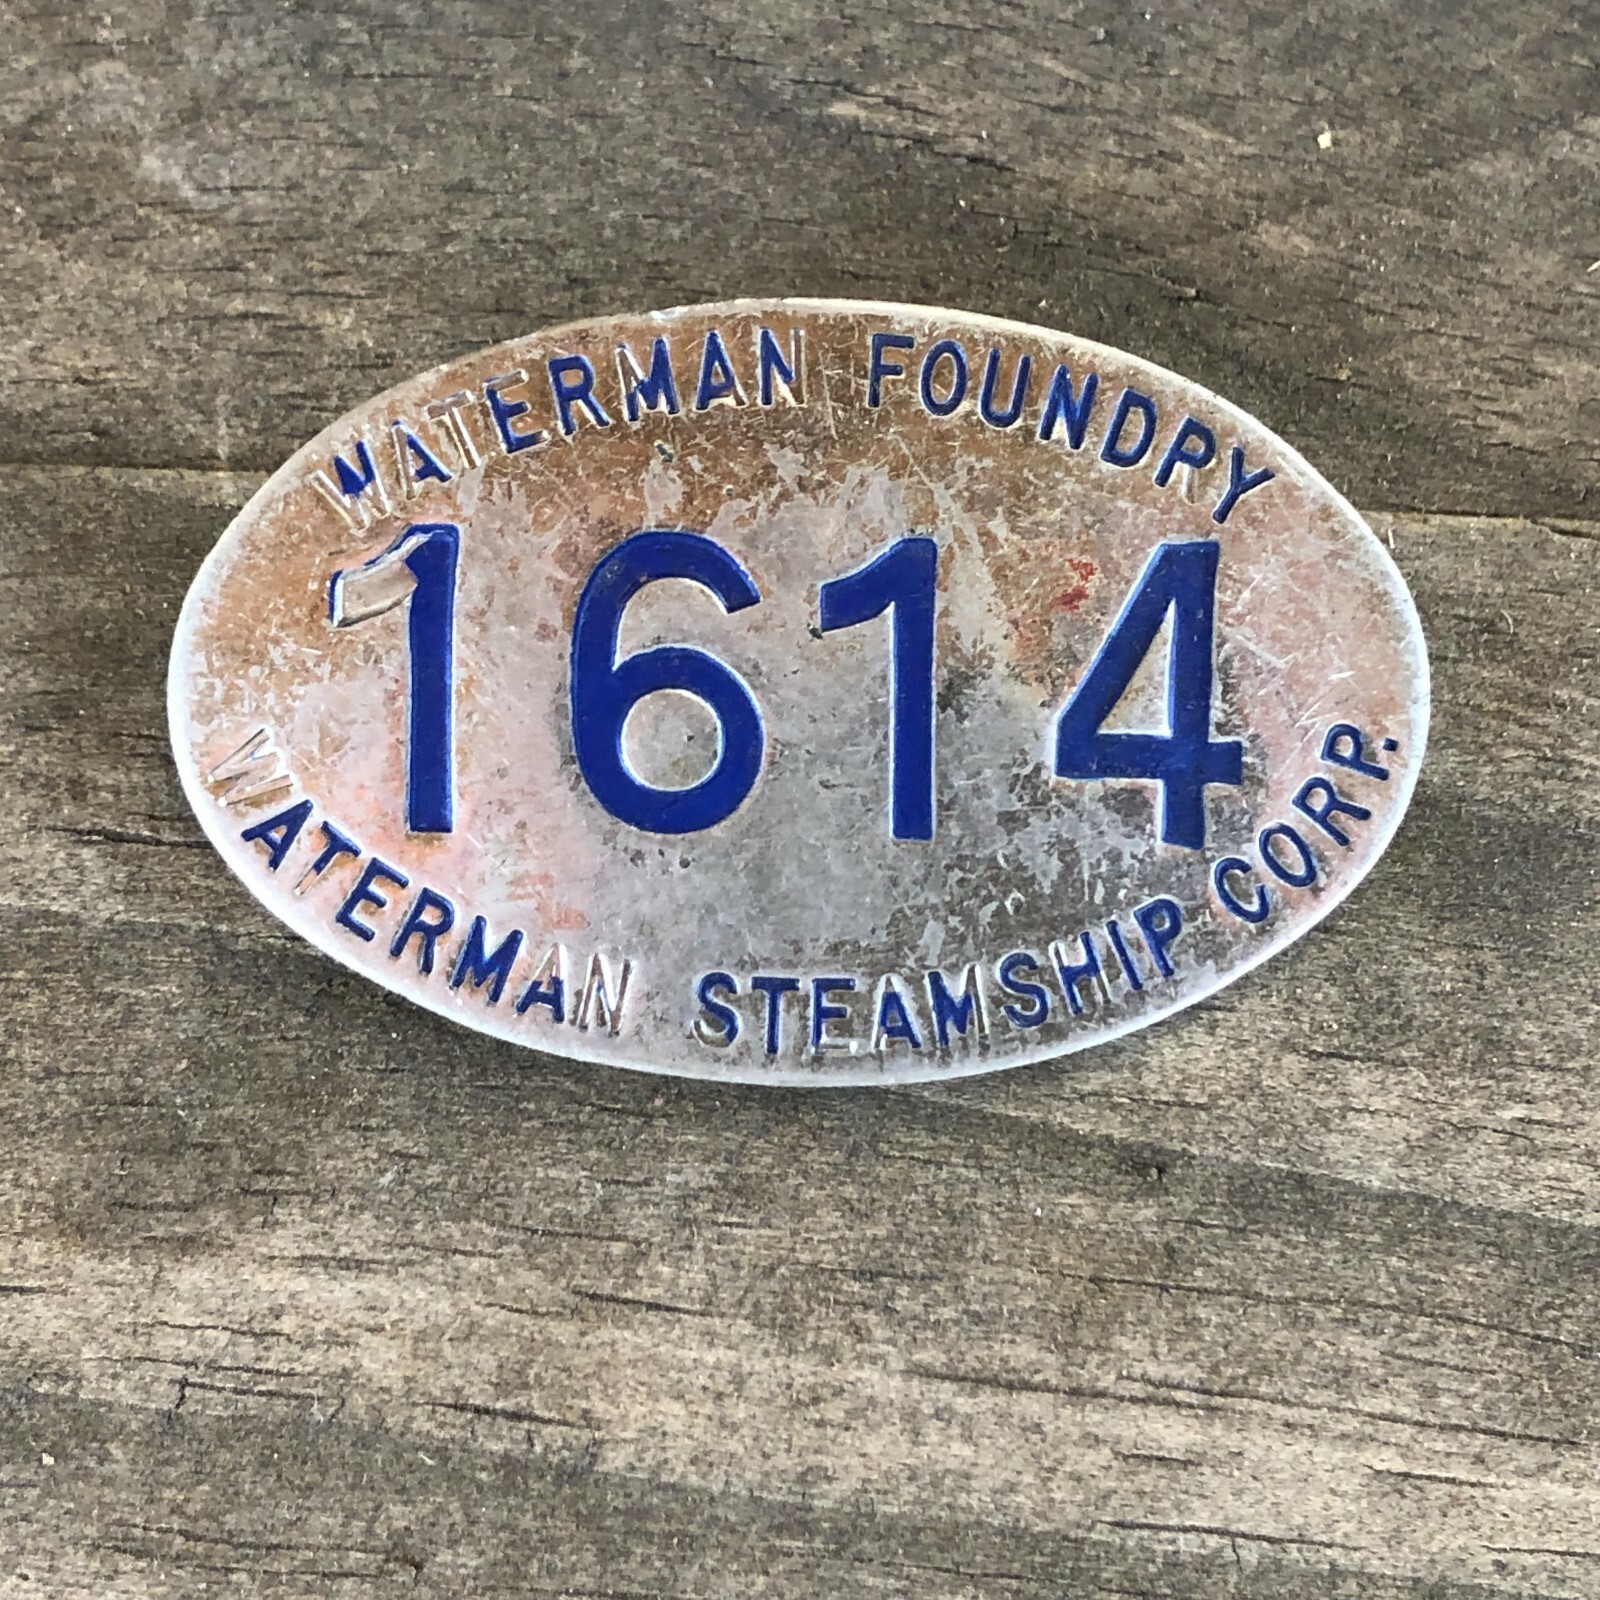 WATERMAN FOUNDRY
1614
WATERMAN STEAMSHIP CORP.